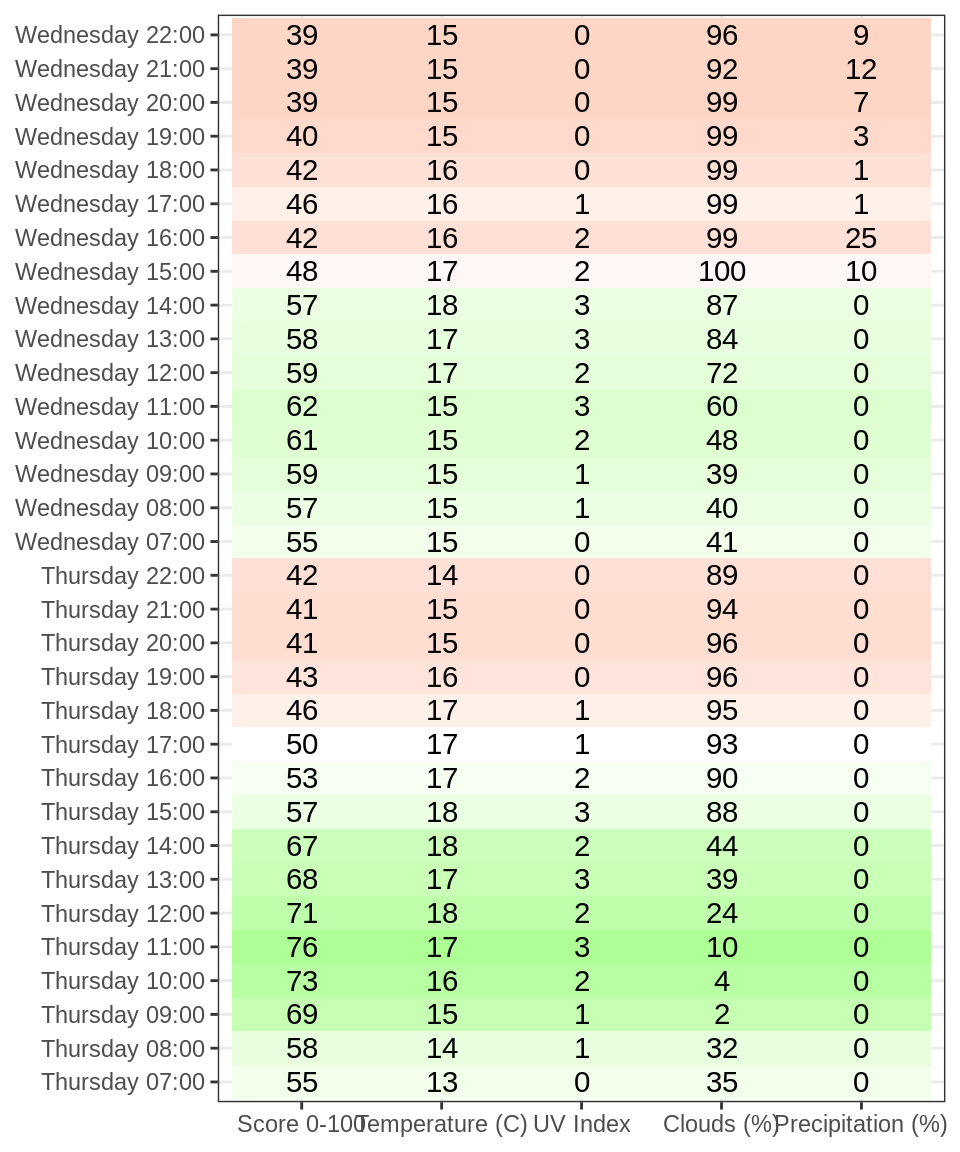 Wednesday 22:00 39 15 0 96 9
Wednesday 21:00 39 15 0 92 12
Wednesday 20:00 39 15 0 99 7
Wednesday 19:00 40 15 0 99 3
Wednesday 18:00 42 16 0 99 1
Wednesday 17:00 46 16 1 99 1
Wednesday 16:00 42 16 2 99 25
Wednesday 15:00 48 17 2 100 10
Wednesday 14:00 57 18 3 87 0
Wednesday 13:00 58 17 3 84 0
Wednesday 12:00 59 17 2 72 0
Wednesday 11:00 62 15 3 60 0
Wednesday 10:00 61 15 2 48 0
Wednesday 09:00 59 15 1 39 0
Wednesday 08:00 57 15 1 40 0
Wednesday 07:00 55 15 0 41 0
Thursday 22:00 42 14 0 89 0
Thursday 21:00 41 15 0 94 0
Thursday 20:00 41 15 0 96 0
Thursday 19:00 43 16 0 96 0
Thursday 18:00 46 17 1 95 0
Thursday 17:00 50 17 1 93 0
Thursday 16:00 53 17 2 90 0
Thursday 15:00 57 18 3 88 0
Thursday 14:00 67 18 2 44 0
Thursday 13:00 68 17 3 39 0
Thursday 12:00 71 18 2 24 0
Thursday 11:00 76 17 3 10 0
Thursday 10:00 73 16 2 4 0
Thursday 09:00 69 15 1 2 0
Thursday 08:00 58 14 1 32 0
Thursday 07:00 55 13 0 35 0
Score 0-100 Temperature (C) UV Index Clouds (%) Precipitation (%)